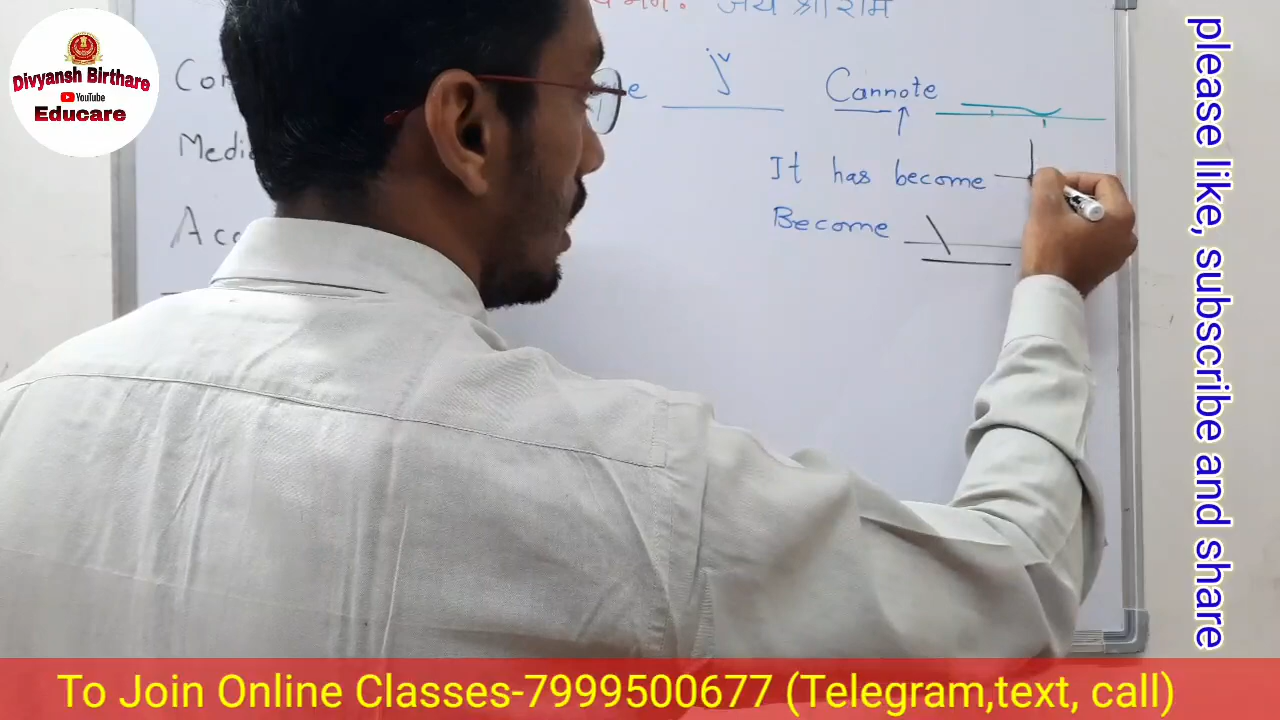 जय श्री राम
Divyansh Birthare
YouTube
Educare
Cannote
It has become
Become
please like, subscribe and share
To Join Online Classes-7999500677 (Telegram,text, call)